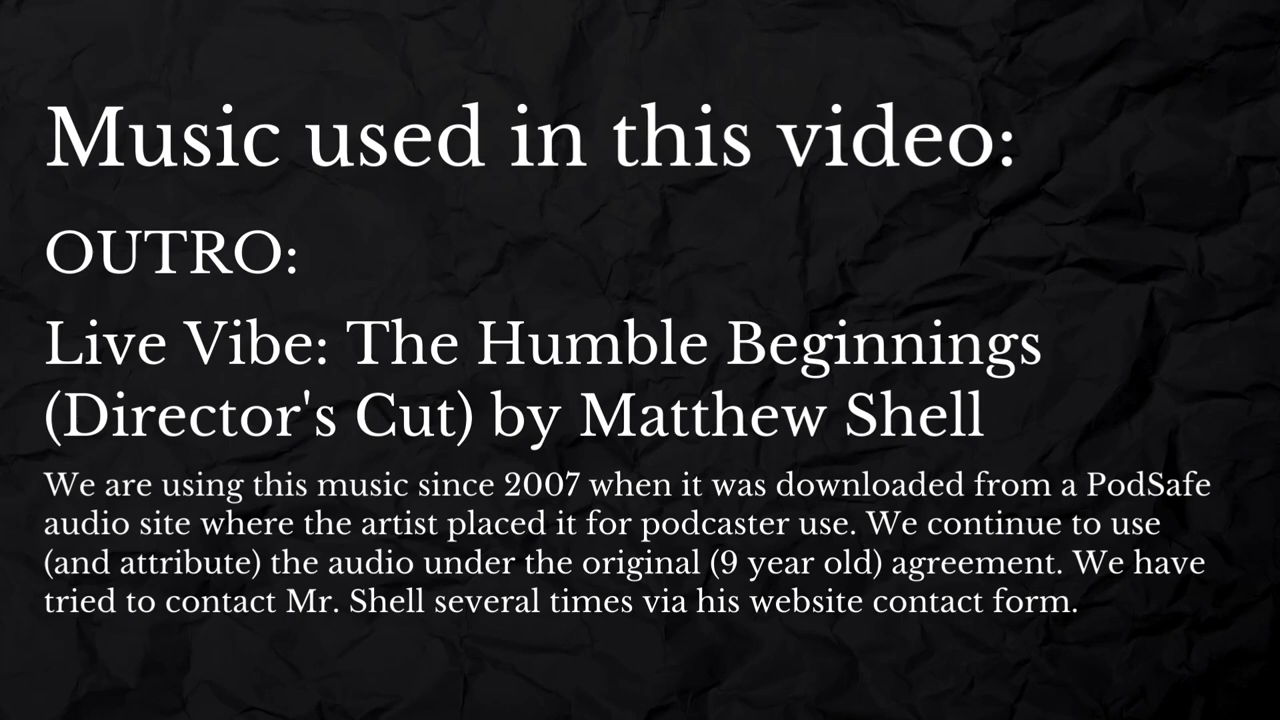 Music used in this video:
OUTRO:
Live Vibe: The Humble Beginnings
(Director's Cut) by Matthew Shell
We are using this music since 2007 when it was downloaded from a PodSafe
audio site where the artist placed it for podcaster use. We continue to use
(and attribute) the audio under the original (9 year old) agreement. We have
tried to contact Mr. Shell several times via his website contact form.